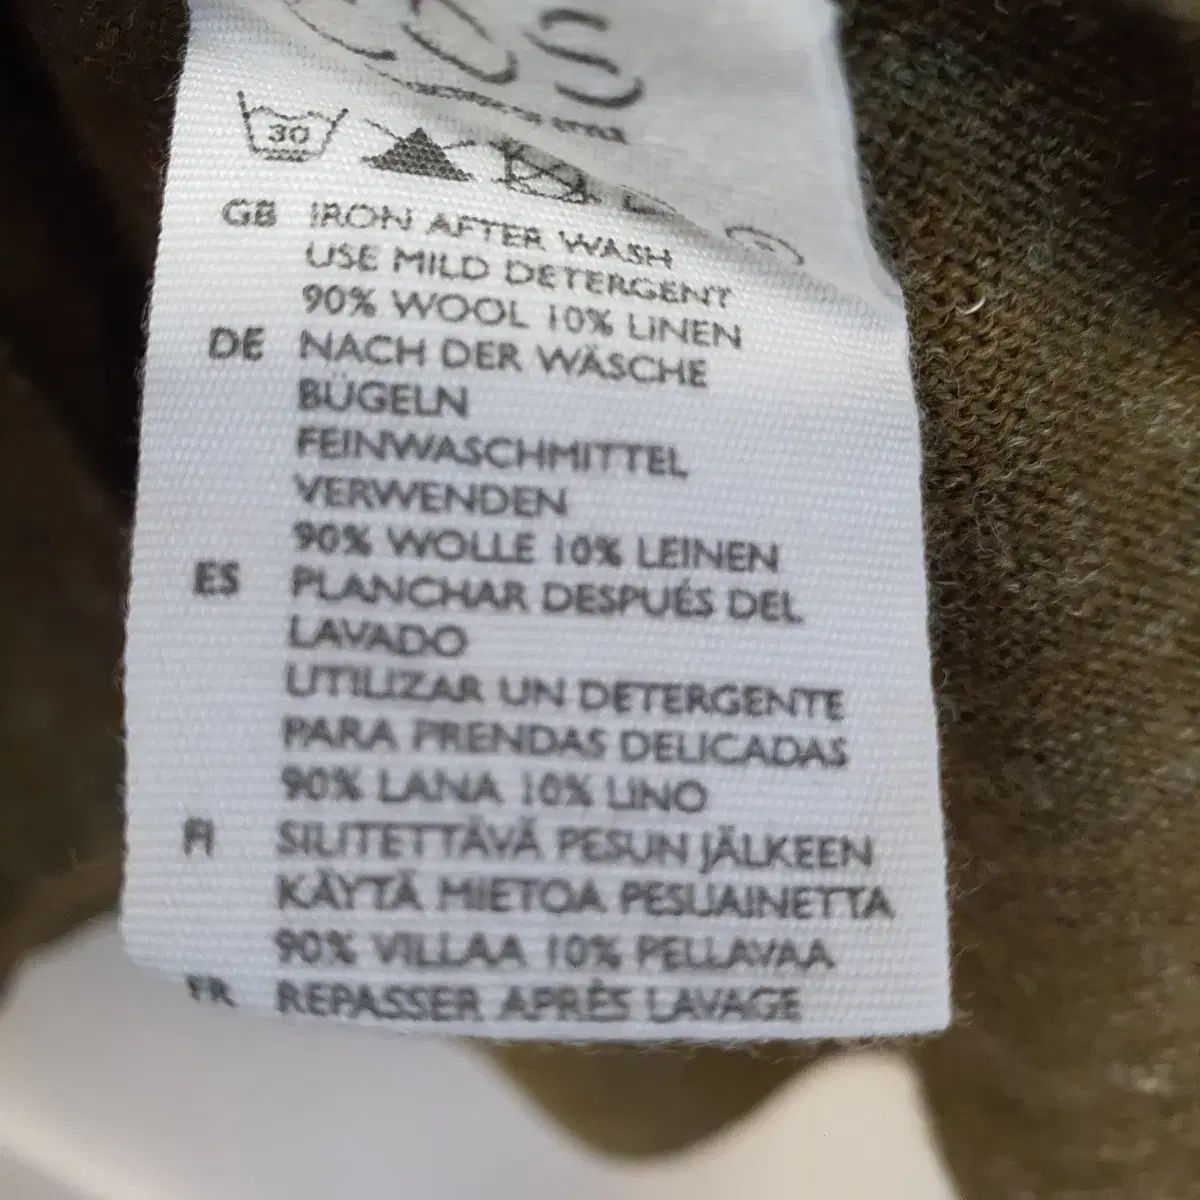 30
GB IRON AFTER WASH
USE MILD DETERGENT
90% WOOL 10% LINEN
DE NACH DER WÄSCHE
BÜGELN
FEINWASCHMITTEL
VERWENDEN
90% WOLLE 10% LEINEN
ES PLANCHAR DESPUÉS DEL
LAVADO
UTILIZAR UN DETERGENTE
PARA PRENDAS DELICADAS
90% LANA 10% LINO
FI SILITETTÄVÄ PESUN JÄLKEEN
KÄYTÄ MIETOA PESUAINETTA
90% VILLAA 10% PELLAVAA
FR REPASSER APRÈS LAVAGE